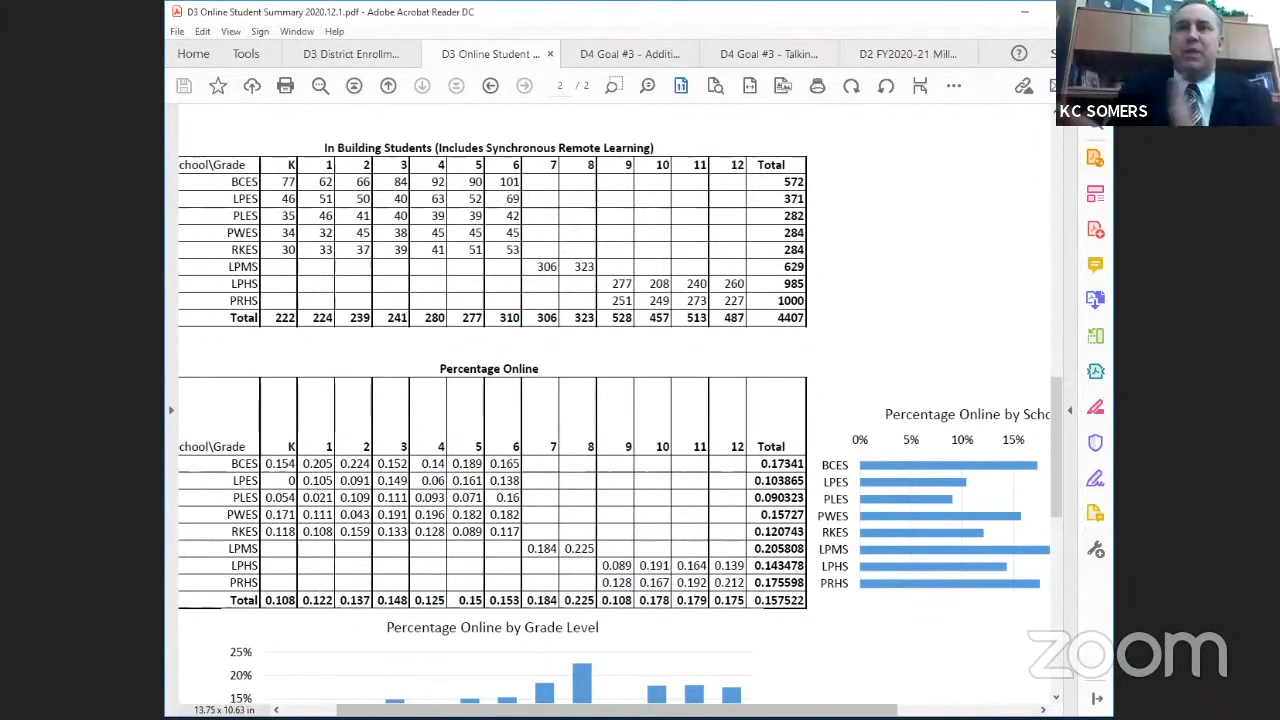 D3 Online Student Summary 2020.12.1.pdf - Adobe Acrobat Reader DC
File Edit View Sign Window Help
Home Tools D3 District Enrollm... D3 Online Student ... × D4 Goal #3 - Additi... D4 Goal #3 - Talkin... D2 FY2020-21 Mill...
2 / 2
KC SOMERS
In Building Students (Includes Synchronous Remote Learning)
chool\Grade K 1 2 3 4 5 6 7 8 9 10 11 12 Total
BCES 77 62 66 84 92 90 101 572
LPES 46 51 50 40 63 52 69 371
PLES 35 46 41 40 39 39 42 282
PWES 34 32 45 38 45 45 45 284
RKES 30 33 37 39 41 51 53 284
LPMS 306 323 629
LPHS 277 208 240 260 985
PRHS 251 249 273 227 1000
Total 222 224 239 241 280 277 310 306 323 528 457 513 487 4407
Percentage Online
chool\Grade K 1 2 3 4 5 6 7 8 9 10 11 12 Total
BCES 0.154 0.205 0.224 0.152 0.14 0.189 0.165 0.17341
LPES 0 0.105 0.091 0.149 0.06 0.161 0.138 0.103865
PLES 0.054 0.021 0.109 0.111 0.093 0.071 0.16 0.090323
PWES 0.171 0.111 0.043 0.191 0.196 0.182 0.182 0.15727
RKES 0.118 0.108 0.159 0.133 0.128 0.089 0.117 0.120743
LPMS 0.184 0.225 0.205808
LPHS 0.089 0.191 0.164 0.139 0.143478
PRHS 0.128 0.167 0.192 0.212 0.175598
Total 0.108 0.122 0.137 0.148 0.125 0.15 0.153 0.184 0.225 0.108 0.178 0.179 0.175 0.157522
Percentage Online by Scho
0% 5% 10% 15%
BCES
LPES
PLES
PWES
RKES
LPMS
LPHS
PRHS
Percentage Online by Grade Level
25%
20%
15%
13.75 x 10.63 in
zoom